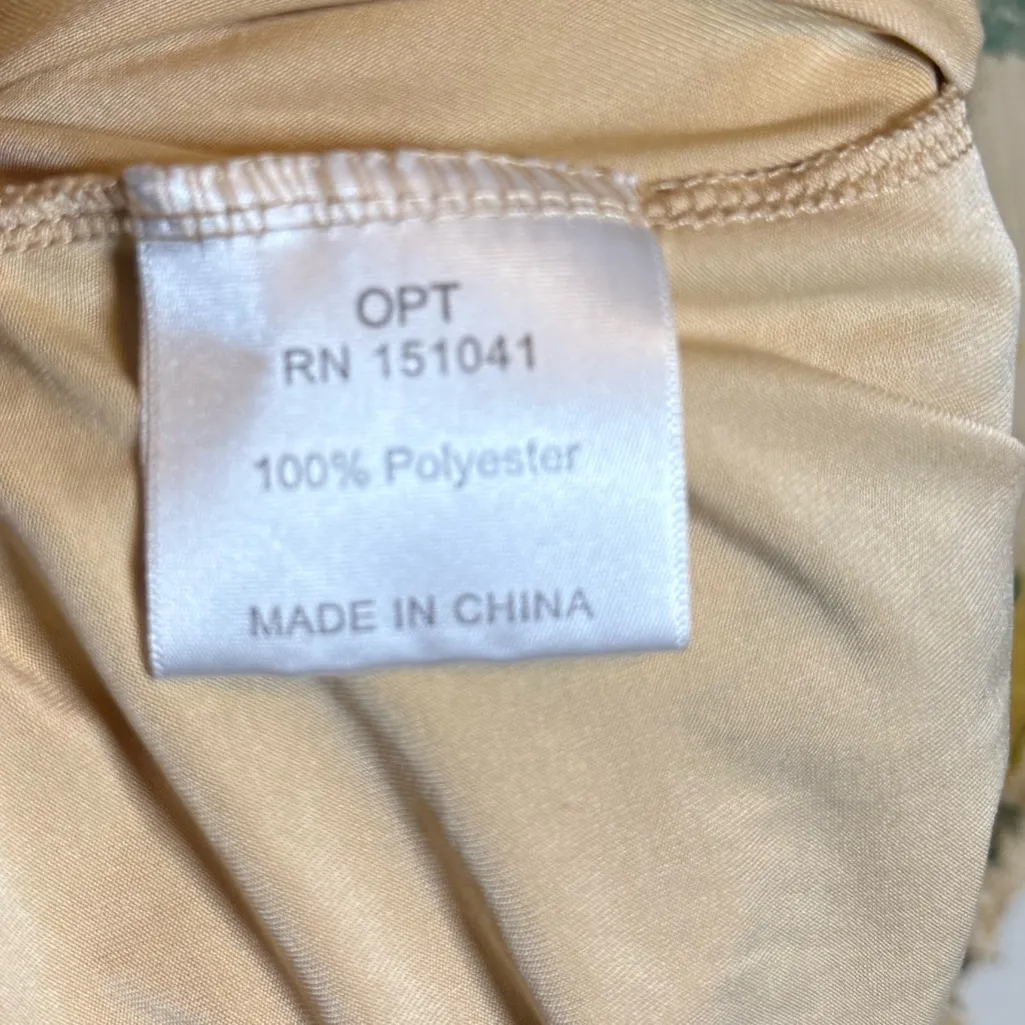 OPT
RN 151041
100% Polyester
MADE IN CHINA